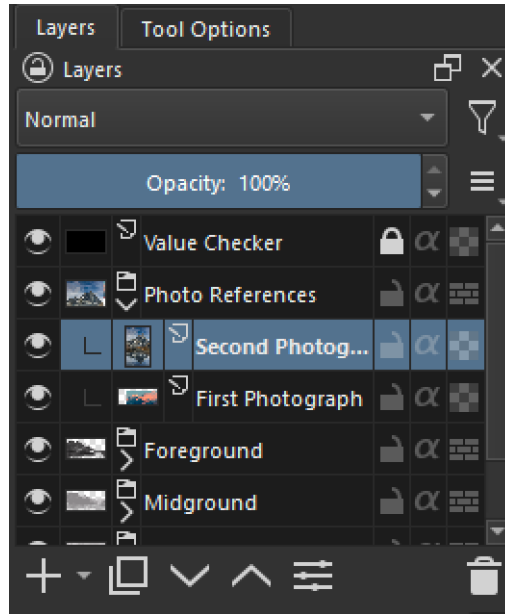 Layers Tool Options
Layers
Normal
Opacity: 100%
Value Checker
Photo References
Second Photog...
First Photograph
Foreground
Midground